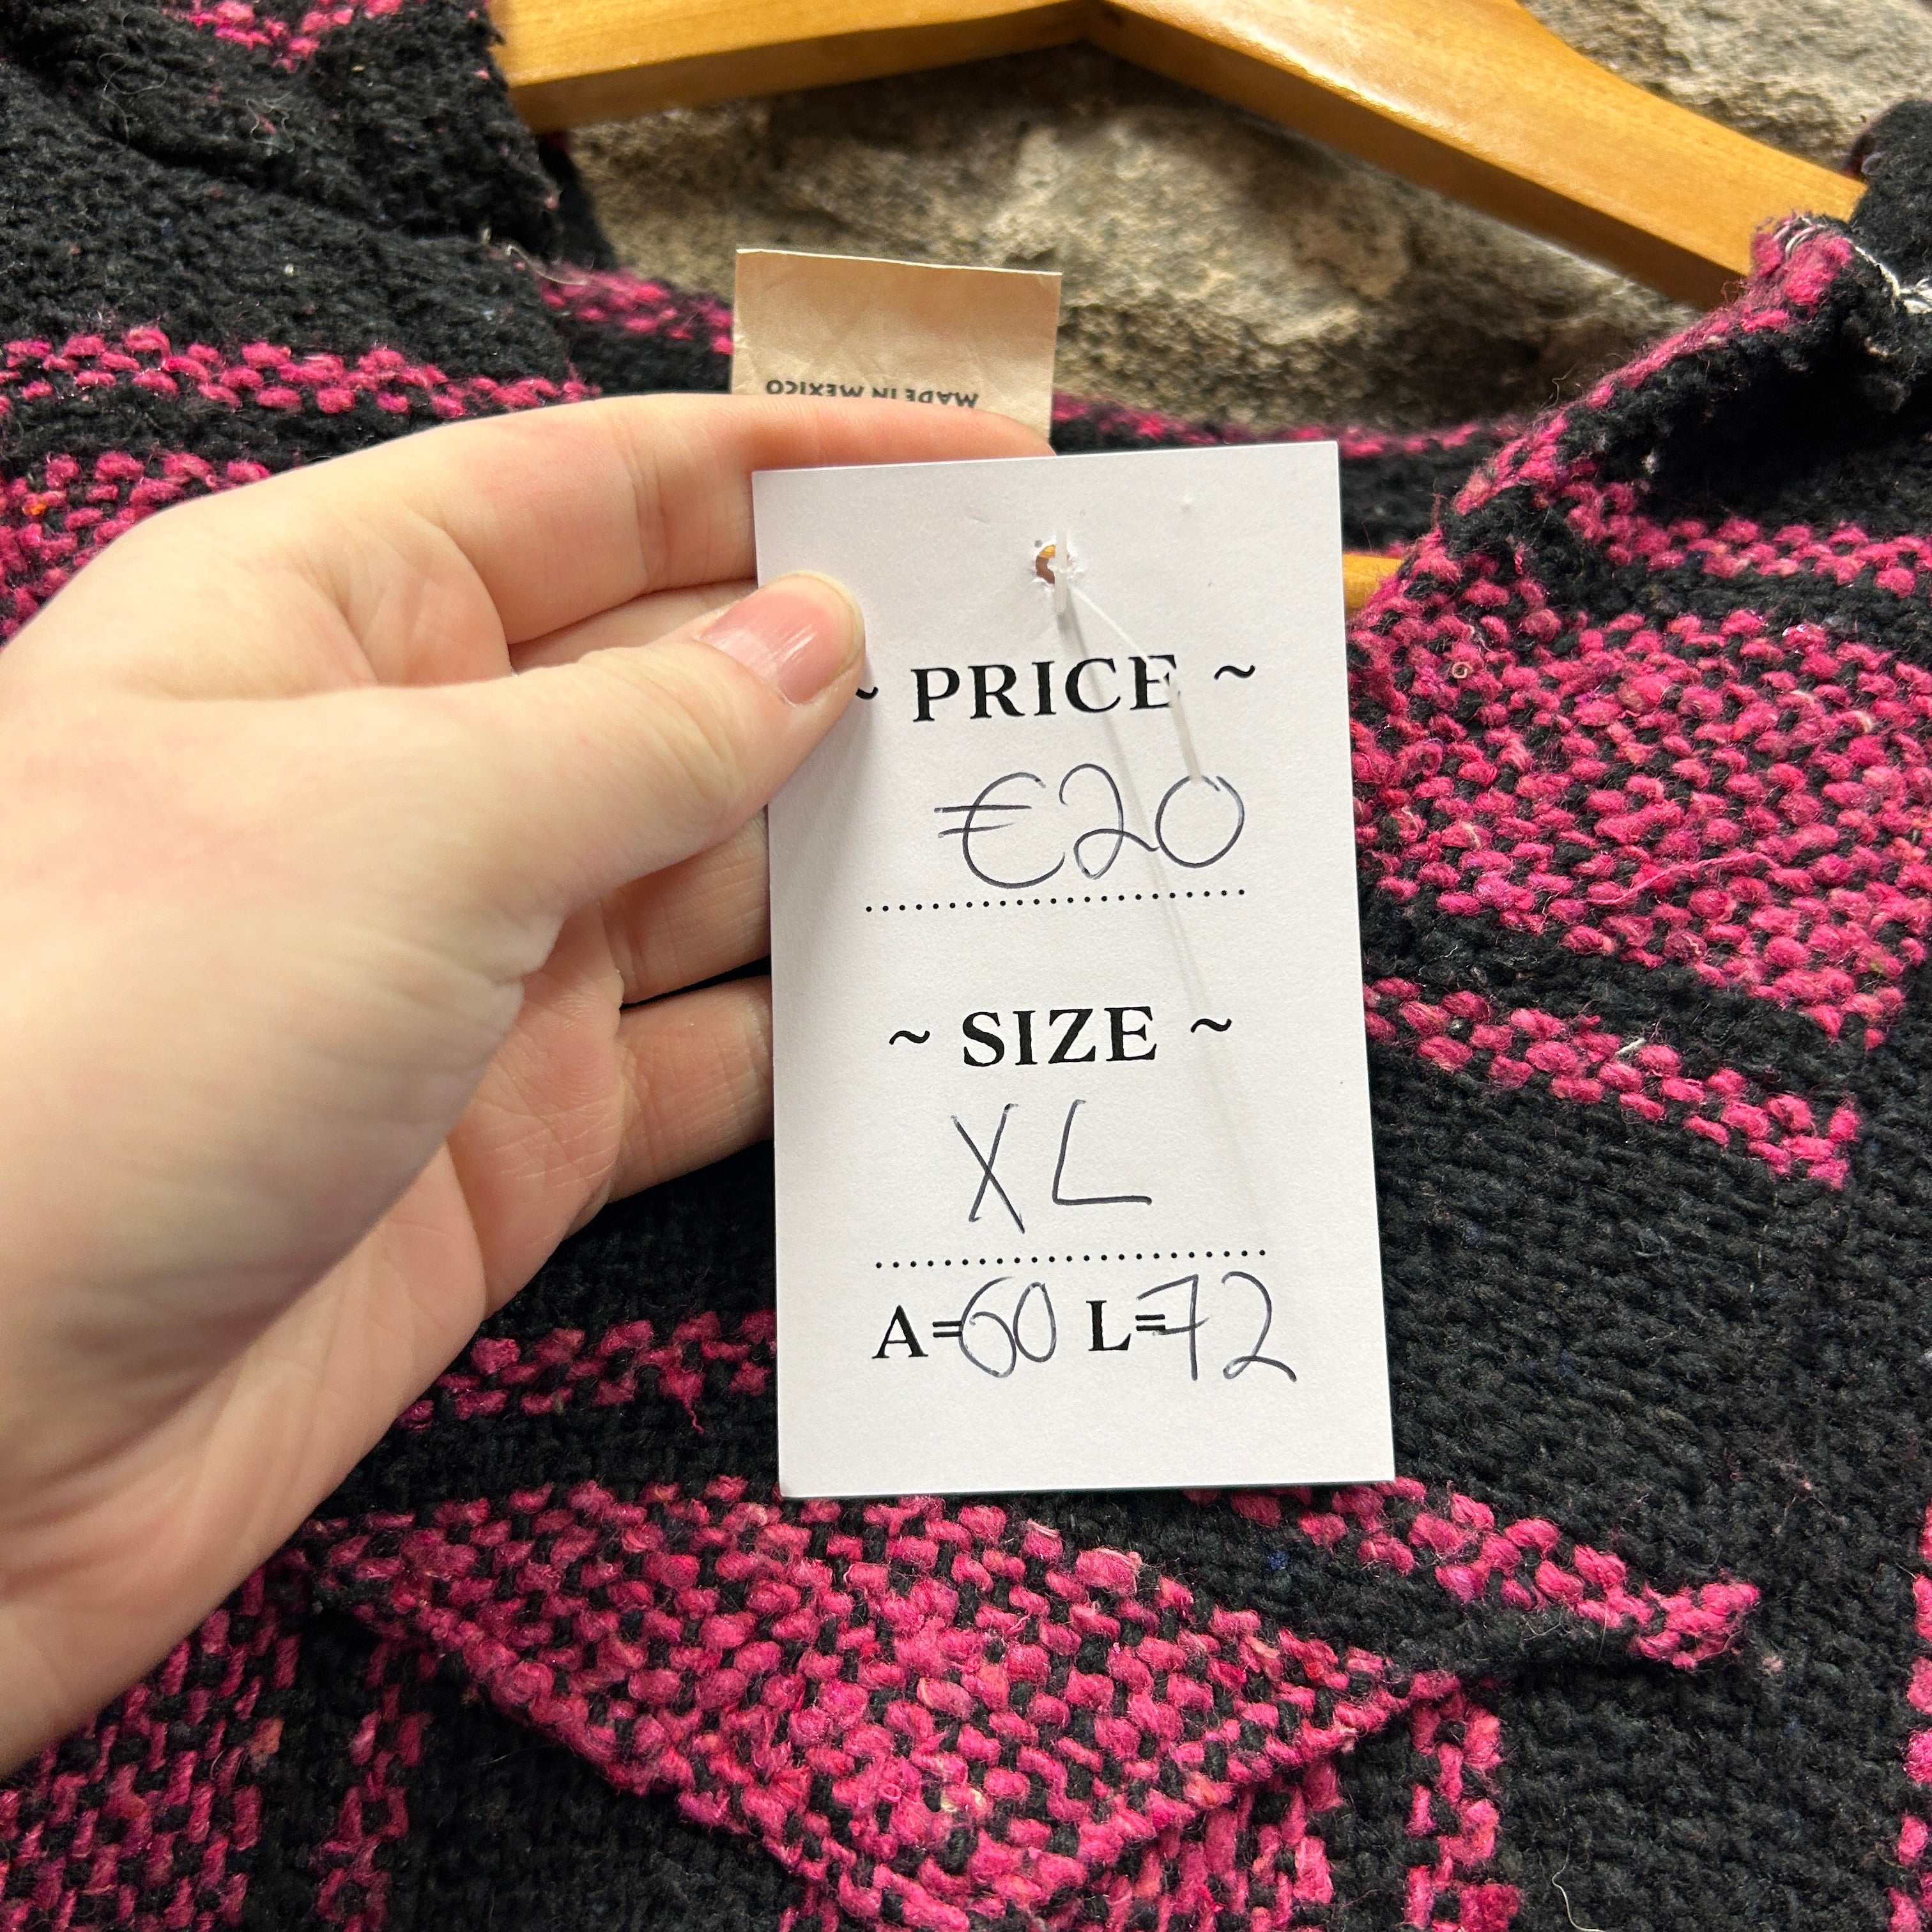 MADE IN MEXICO
~ PRICE ~
€20
~ SIZE ~
XL
A=60 L=72